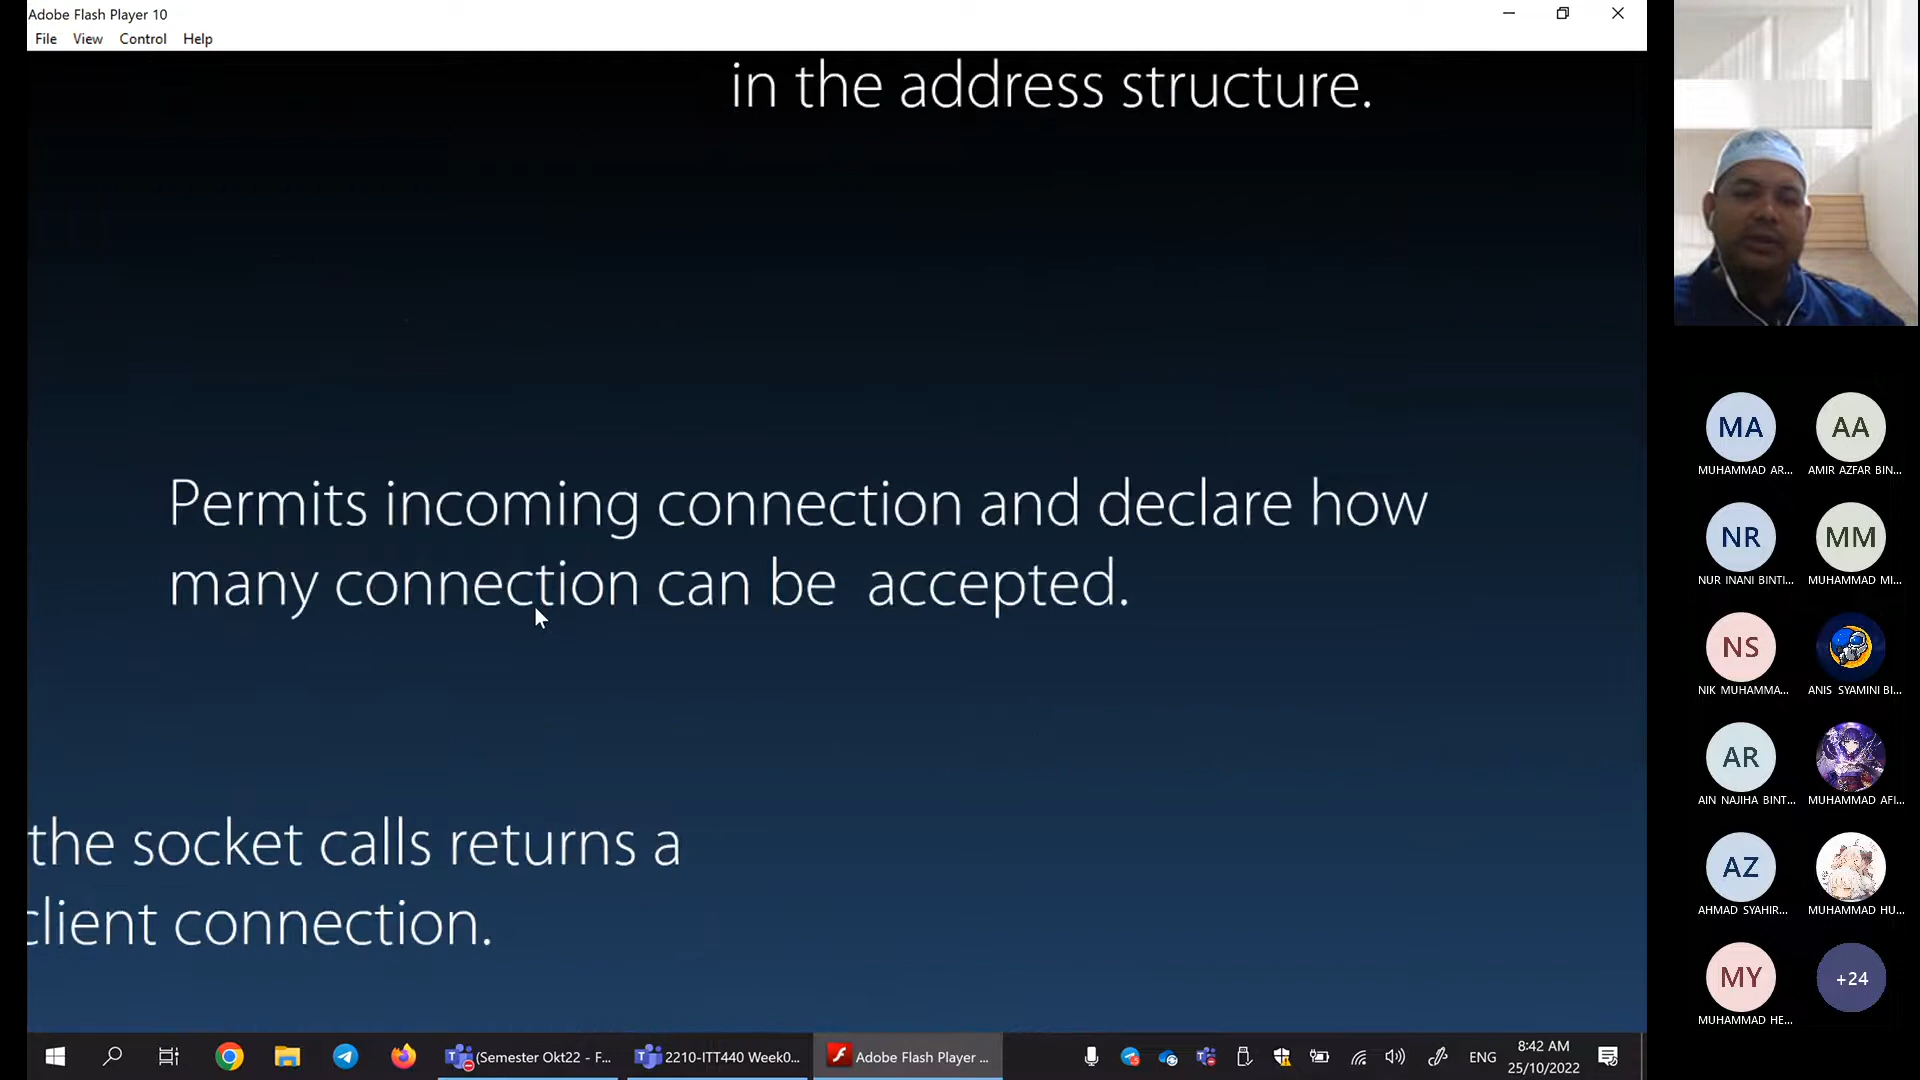 Adobe Flash Player 10
File View Control Help
in the address structure.
Permits incoming connection and declare how
many connection can be accepted.
the socket calls returns a
client connection.
MA
AA
MUHAMMAD AR...
AMIR AZFAR BIN...
NR
MM
NUR INANI BINTI...
MUHAMMAD MI...
NS
NIK MUHAMMA...
ANIS SYAMINI BI...
AR
AIN NAJIHA BINT...
MUHAMMAD AFI...
AZ
AHMAD SYAHIR...
MUHAMMAD HU...
MY
+24
MUHAMMAD HE...
(Semester Okt22 - F...
2210-ITT440 Week0...
Adobe Flash Player ...
ENG
8:42 AM
25/10/2022